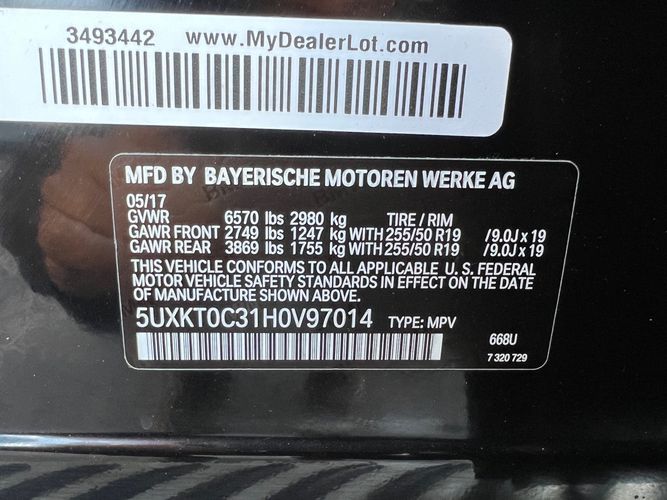 3493442 www.MyDealerLot.com
MFD BY BAYERISCHE MOTOREN WERKE AG
05/17
GVWR 6570 lbs 2980 kg TIRE / RIM
GAWR FRONT 2749 lbs 1247 kg WITH 255/50 R19 /9.0J x 19
GAWR REAR 3869 lbs 1755 kg WITH 255/50 R19 /9.0J x 19
THIS VEHICLE CONFORMS TO ALL APPLICABLE U. S. FEDERAL
MOTOR VEHICLE SAFETY STANDARDS IN EFFECT ON THE DATE
OF MANUFACTURE SHOWN ABOVE.
5UXKT0C31H0V97014 TYPE: MPV
668U
7 320 729